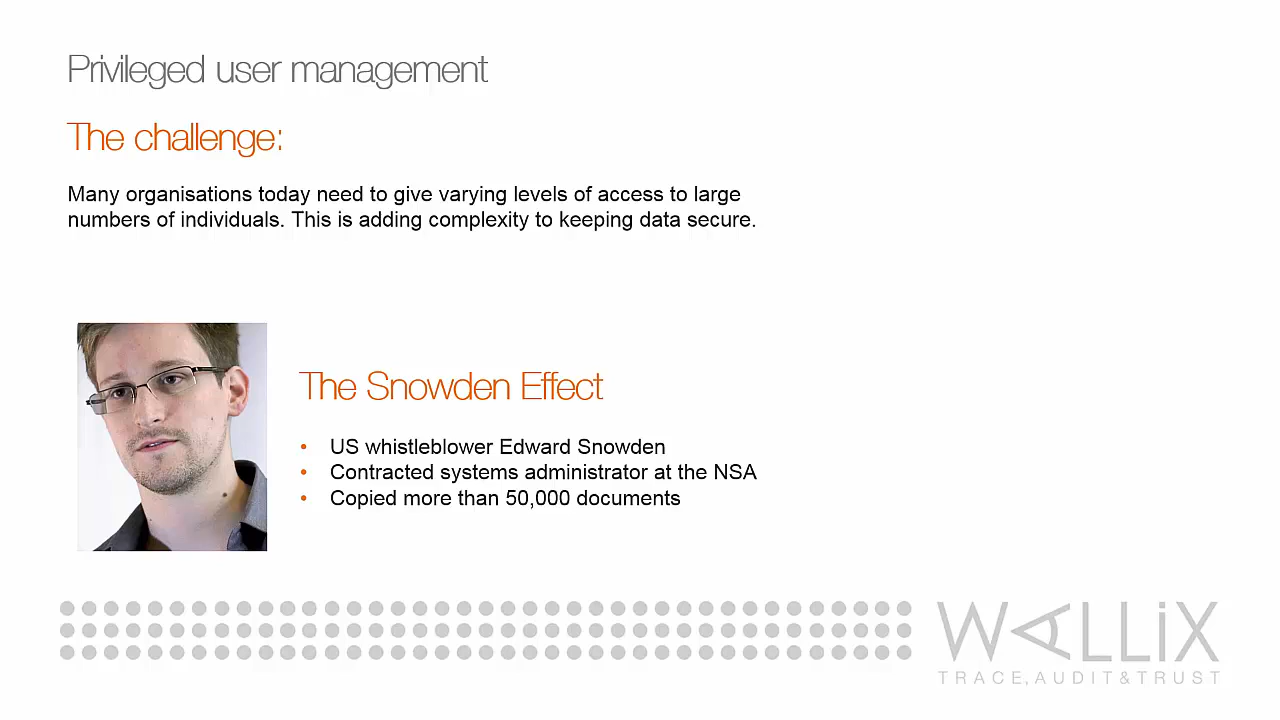 Privileged user management
The challenge:
Many organisations today need to give varying levels of access to large
numbers of individuals. This is adding complexity to keeping data secure.
The Snowden Effect
• US whistleblower Edward Snowden
• Contracted systems administrator at the NSA
• Copied more than 50,000 documents
WALLiX
TRACE, AUDIT & TRUST